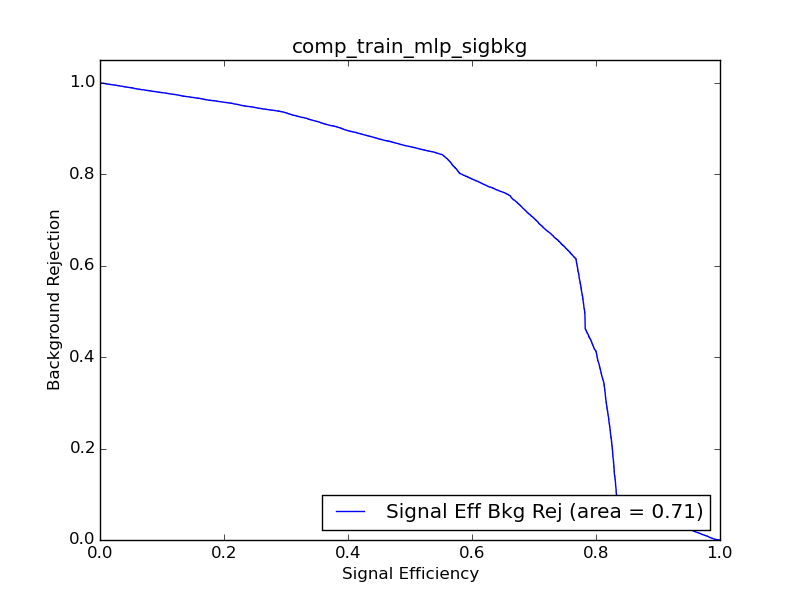 comp_train_mlp_sigbkg
Background Rejection
1.0
0.8
0.6
0.4
0.2
0.0
Signal Eff Bkg Rej (area = 0.71)
0.0 0.2 0.4 0.6 0.8 1.0
Signal Efficiency